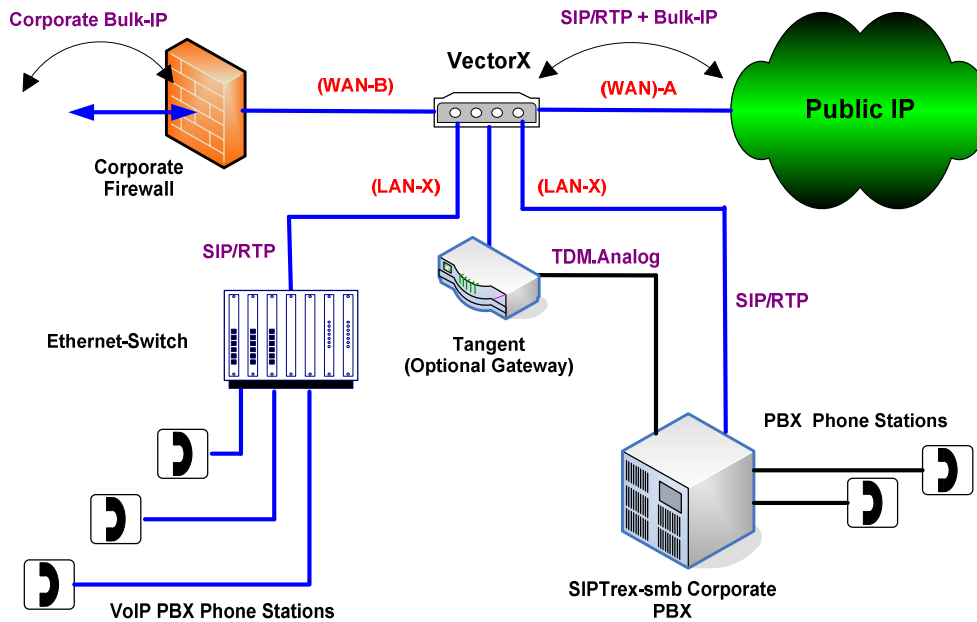 Corporate Bulk-IP
SIP/RTP + Bulk-IP
VectorX
(WAN-B)
(WAN)-A
Public IP
Corporate
Firewall
(LAN-X)
(LAN-X)
SIP/RTP
TDM.Analog
SIP/RTP
Ethernet-Switch
Tangent
(Optional Gateway)
PBX Phone Stations
VoIP PBX Phone Stations
SIPTrex-smb Corporate
PBX